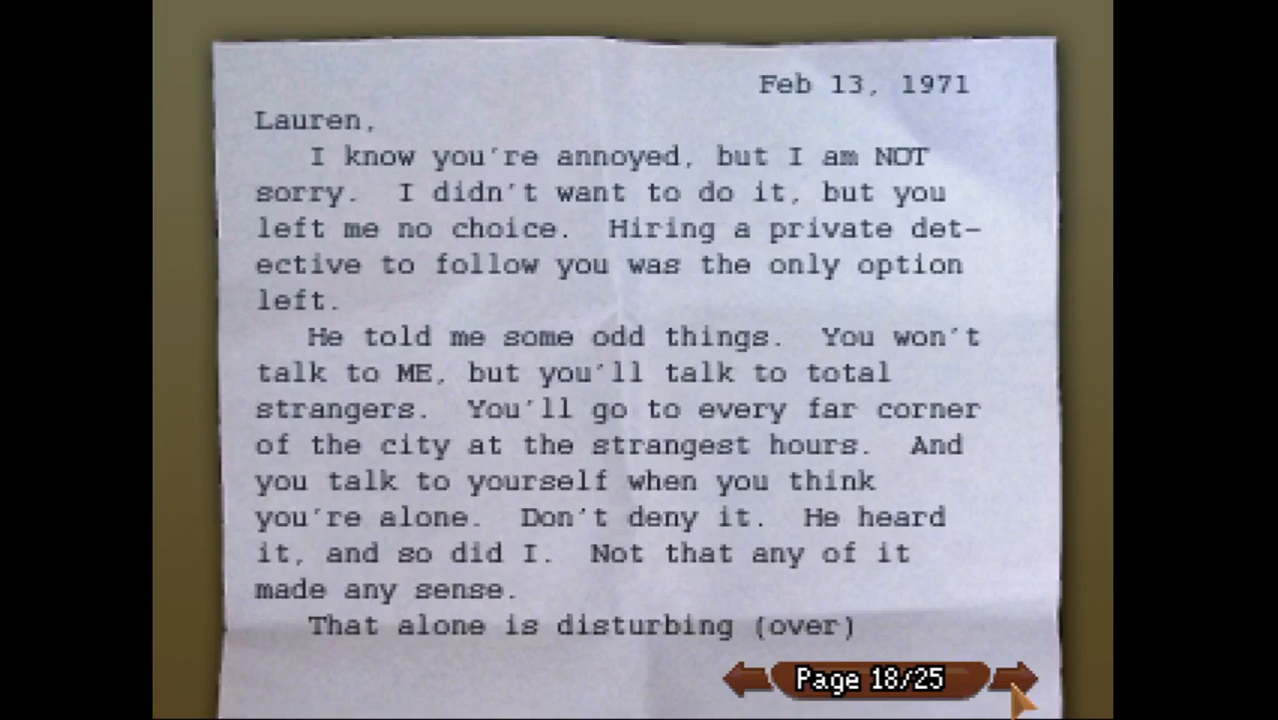 Feb 13, 1971
Lauren,
I know you're annoyed, but I am NOT
sorry. I didn't want to do it, but you
left me no choice. Hiring a private det-
ective to follow you was the only option
left.
He told me some odd things. You won't
talk to ME, but you'll talk to total
strangers. You'll go to every far corner
of the city at the strangest hours. And
you talk to yourself when you think
you're alone. Don't deny it. He heard
it, and so did I. Not that any of it
made any sense.
That alone is disturbing (over)
Page 18/25